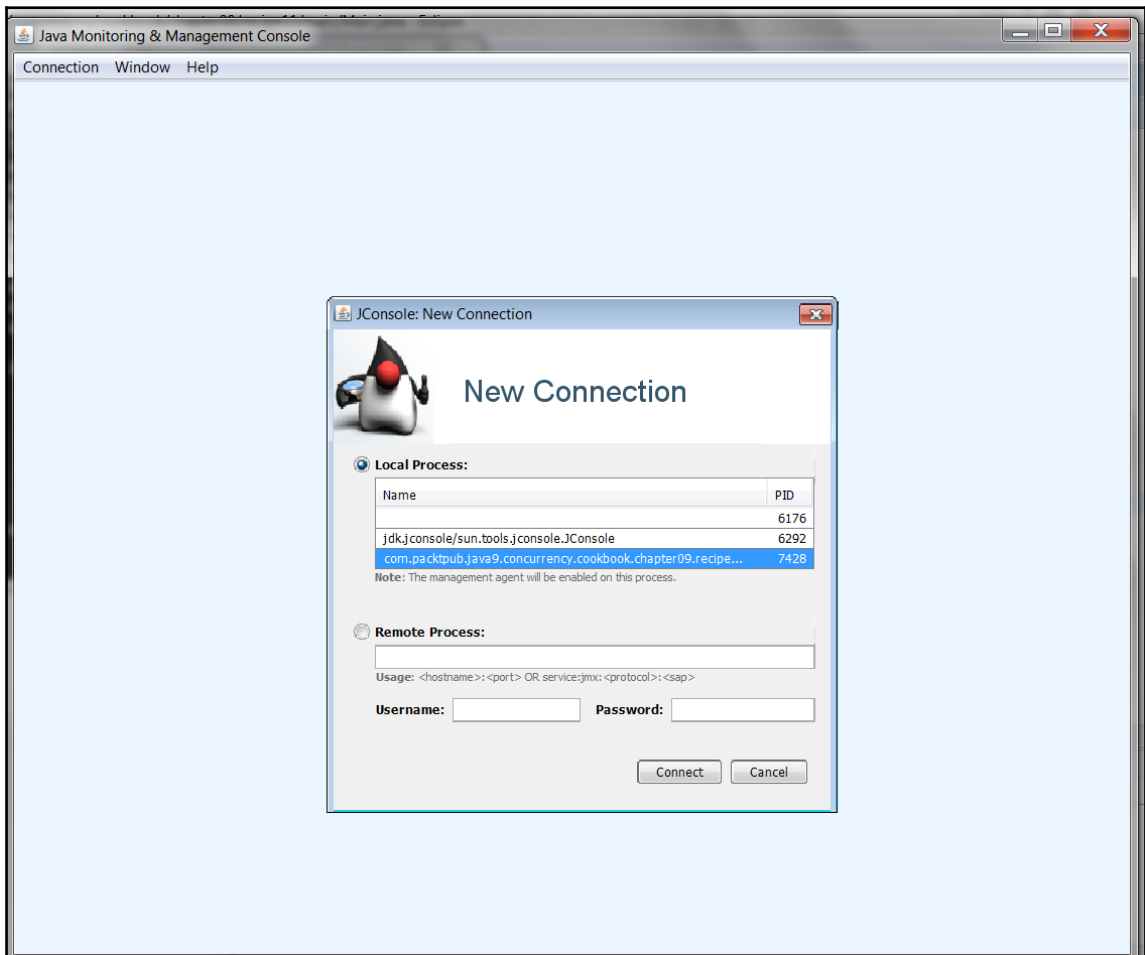 Java Monitoring & Management Console
Connection Window Help
JConsole: New Connection
New Connection
Local Process:
Name PID
6176
jdk.jconsole/sun.tools.jconsole.JConsole 6292
com.packtpub.java9.concurrency.cookbook.chapter09.recipe... 7428
Note: The management agent will be enabled on this process.
Remote Process:
Usage: <hostname>:<port> OR service:jmx:<protocol>:<sap>
Username: Password:
Connect Cancel